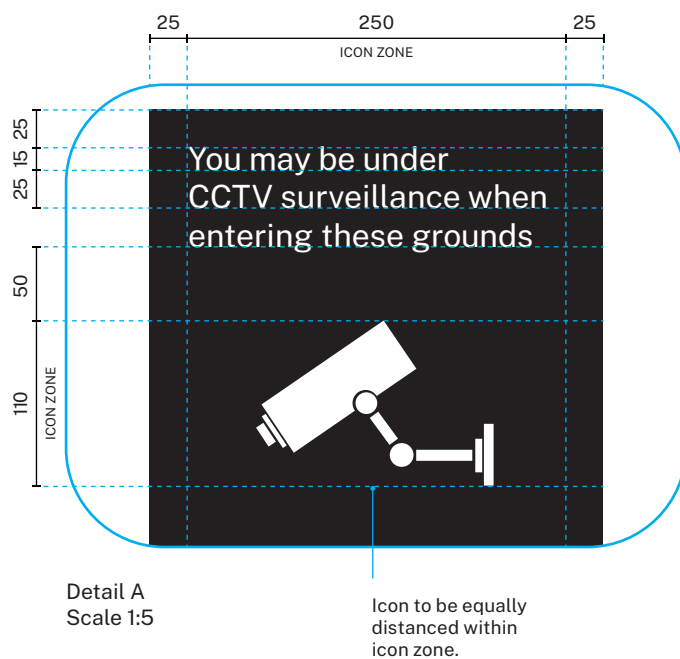 25 250 25
ICON ZONE
25
15
25
50
110
ICON ZONE
You may be under
CCTV surveillance when
entering these grounds
Detail A
Scale 1:5
Icon to be equally
distanced within
icon zone.